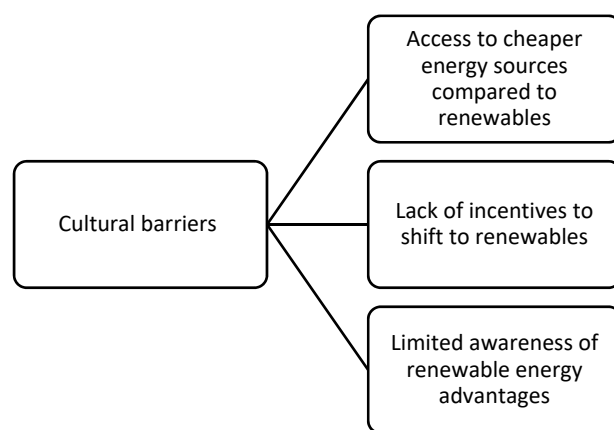 Cultural barriers
Access to cheaper
energy sources
compared to
renewables
Lack of incentives to
shift to renewables
Limited awareness of
renewable energy
advantages